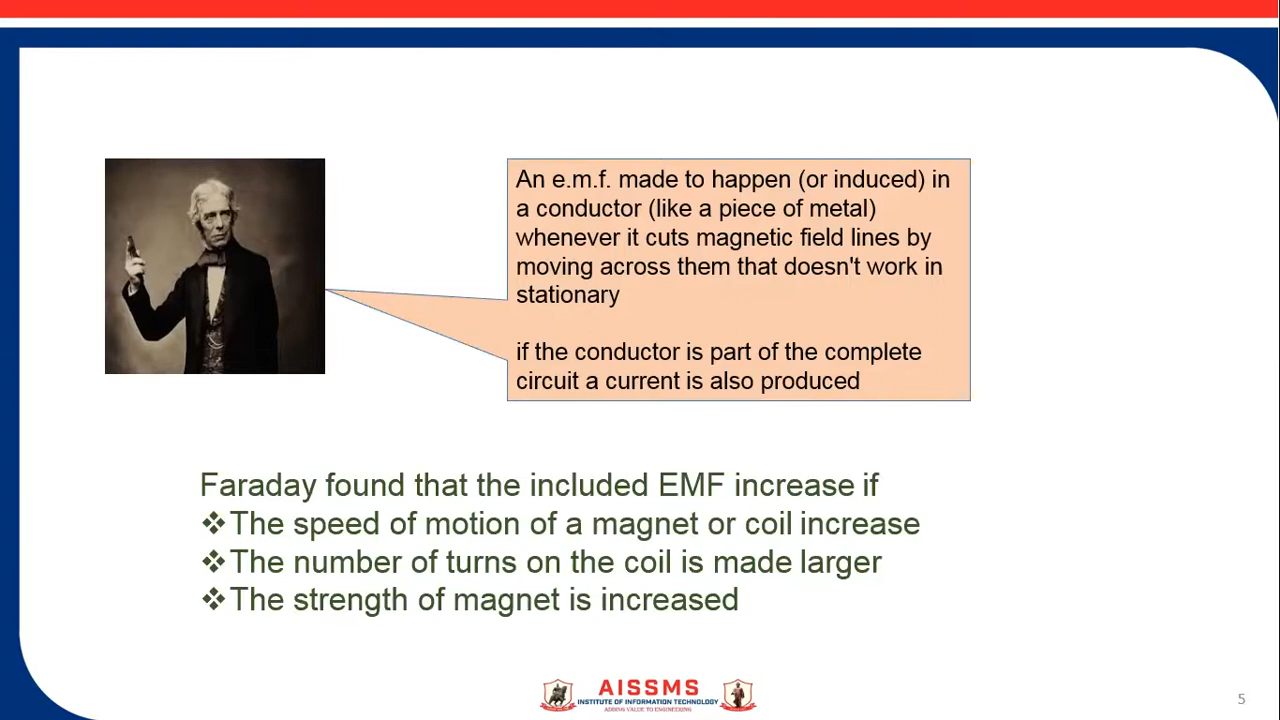 An e.m.f. made to happen (or induced) in
a conductor (like a piece of metal)
whenever it cuts magnetic field lines by
moving across them that doesn't work in
stationary
if the conductor is part of the complete
circuit a current is also produced
Faraday found that the included EMF increase if
❖The speed of motion of a magnet or coil increase
❖The number of turns on the coil is made larger
❖The strength of magnet is increased
AISSMS
INSTITUTE OF INFORMATION TECHNOLOGY
ADDING VALUE TO ENGINEERING
5